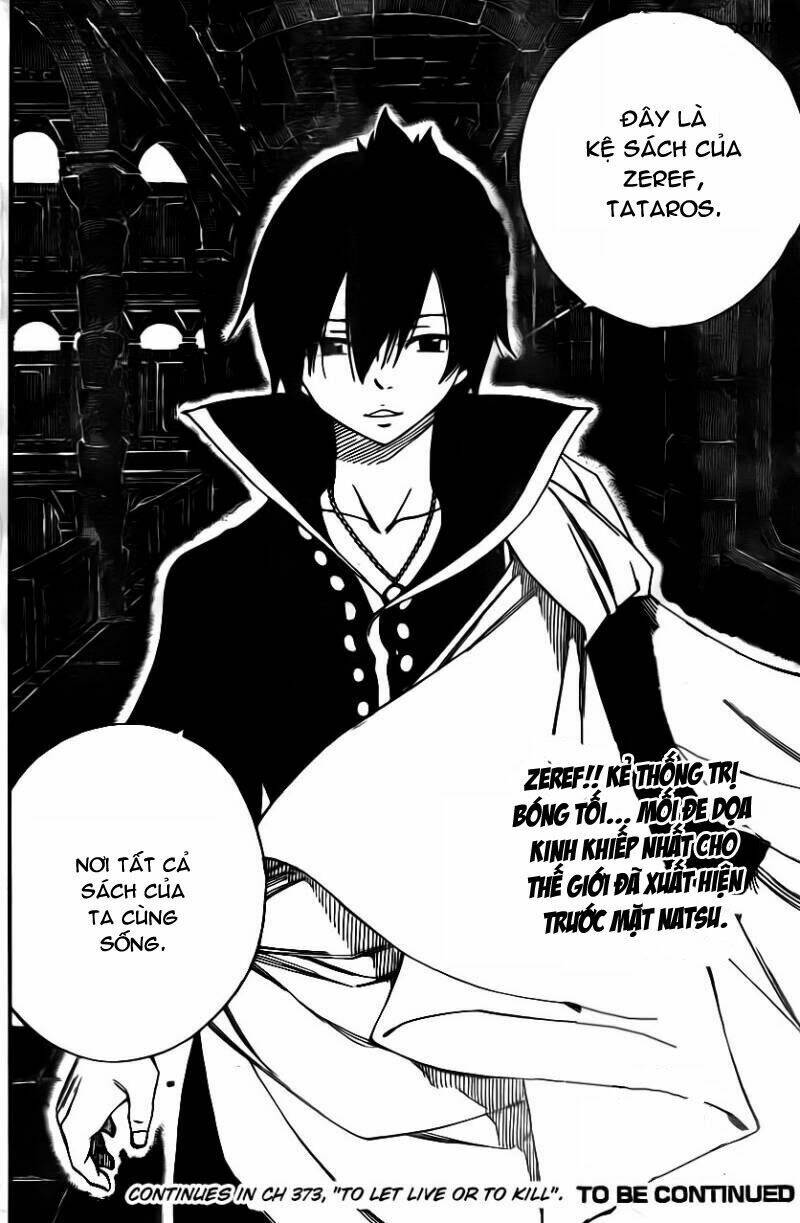 ĐÂY LÀ
KỆ SÁCH CỦA
ZEREF,
TATAROS.
ZEREF!! KẺ THỐNG TRỊ
BÓNG TỐI... MỐI ĐE DỌA
KINH KHIẾP NHẤT CHO
THẾ GIỚI ĐÃ XUẤT HIỆN
TRƯỚC MẶT NATSU.
NƠI TẤT CẢ
SÁCH CỦA
TA CÙNG
SỐNG.
CONTINUES IN CH 373, "TO LET LIVE OR TO KILL".
TO BE CONTINUED